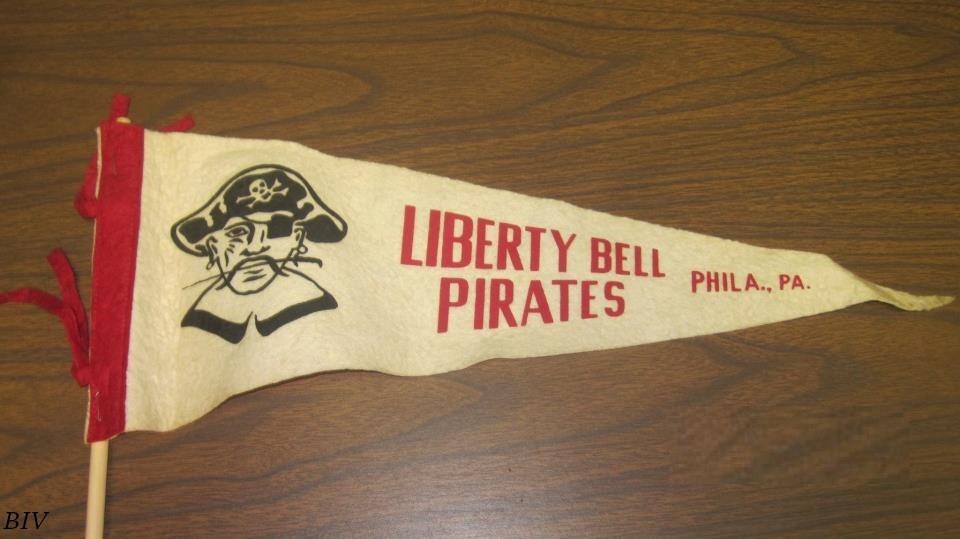 LIBERTY BELL
PIRATES
PHILA., PA.
BIV